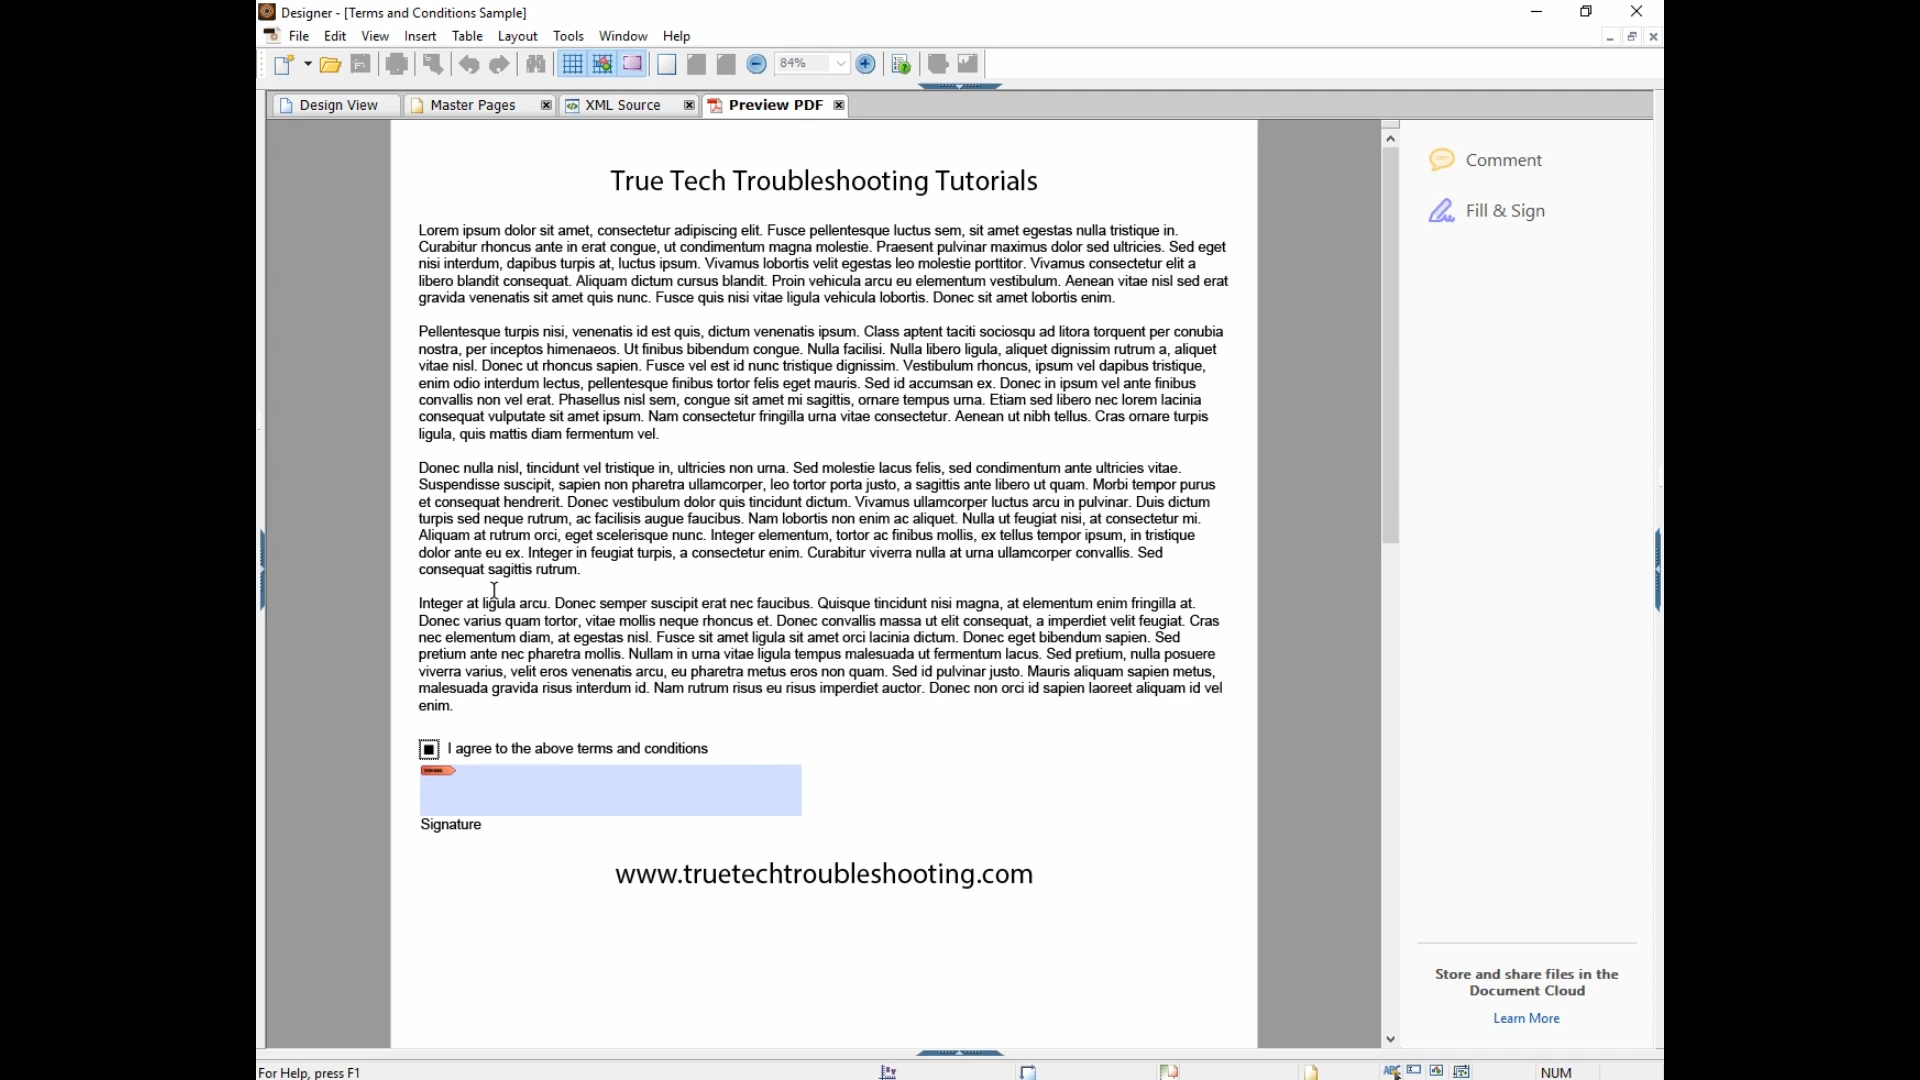 Designer - [Terms and Conditions Sample]
File Edit View Insert Table Layout Tools Window Help
84%
Design View Master Pages XML Source Preview PDF
True Tech Troubleshooting Tutorials
Lorem ipsum dolor sit amet, consectetur adipiscing elit. Fusce pellentesque luctus sem, sit amet egestas nulla tristique in.
Curabitur rhoncus ante in erat congue, ut condimentum magna molestie. Praesent pulvinar maximus dolor sed ultricies. Sed eget
nisi interdum, dapibus turpis at, luctus ipsum. Vivamus lobortis velit egestas leo molestie porttitor. Vivamus consectetur elit a
libero blandit consequat. Aliquam dictum cursus blandit. Proin vehicula arcu eu elementum vestibulum. Aenean vitae nisl sed erat
gravida venenatis sit amet quis nunc. Fusce quis nisi vitae ligula vehicula lobortis. Donec sit amet lobortis enim.
Pellentesque turpis nisi, venenatis id est quis, dictum venenatis ipsum. Class aptent taciti sociosqu ad litora torquent per conubia
nostra, per inceptos himenaeos. Ut finibus bibendum congue. Nulla facilisi. Nulla libero ligula, aliquet dignissim rutrum a, aliquet
vitae nisl. Donec ut rhoncus sapien. Fusce vel est id nunc tristique dignissim. Vestibulum rhoncus, ipsum vel dapibus tristique,
enim odio interdum lectus, pellentesque finibus tortor felis eget mauris. Sed id accumsan ex. Donec in ipsum vel ante finibus
convallis non vel erat. Phasellus nisl sem, congue sit amet mi sagittis, ornare tempus urna. Etiam sed libero nec lorem lacinia
consequat vulputate sit amet ipsum. Nam consectetur fringilla urna vitae consectetur. Aenean ut nibh tellus. Cras ornare turpis
ligula, quis mattis diam fermentum vel.
Donec nulla nisl, tincidunt vel tristique in, ultricies non urna. Sed molestie lacus felis, sed condimentum ante ultricies vitae.
Suspendisse suscipit, sapien non pharetra ullamcorper, leo tortor porta justo, a sagittis ante libero ut quam. Morbi tempor purus
et consequat hendrerit. Donec vestibulum dolor quis tincidunt dictum. Vivamus ullamcorper luctus arcu in pulvinar. Duis dictum
turpis sed neque rutrum, ac facilisis augue faucibus. Nam lobortis non enim ac aliquet. Nulla ut feugiat nisi, at consectetur mi.
Aliquam at rutrum orci, eget scelerisque nunc. Integer elementum, tortor ac finibus mollis, ex tellus tempor ipsum, in tristique
dolor ante eu ex. Integer in feugiat turpis, a consectetur enim. Curabitur viverra nulla at urna ullamcorper convallis. Sed
consequat sagittis rutrum.
Integer at ligula arcu. Donec semper suscipit erat nec faucibus. Quisque tincidunt nisi magna, at elementum enim fringilla at.
Donec varius quam tortor, vitae mollis neque rhoncus et. Donec convallis massa ut elit consequat, a imperdiet velit feugiat. Cras
nec elementum diam, at egestas nisl. Fusce sit amet ligula sit amet orci lacinia dictum. Donec eget bibendum sapien. Sed
pretium ante nec pharetra mollis. Nullam in urna vitae ligula tempus malesuada ut fermentum lacus. Sed pretium, nulla posuere
viverra varius, velit eros venenatis arcu, eu pharetra metus eros non quam. Sed id pulvinar justo. Mauris aliquam sapien metus,
malesuada gravida risus interdum id. Nam rutrum risus eu risus imperdiet auctor. Donec non orci id sapien laoreet aliquam id vel
enim.
I agree to the above terms and conditions
Signature
www.truetechtroubleshooting.com
Comment
Fill & Sign
Store and share files in the
Document Cloud
Learn More
For Help, press F1
NUM